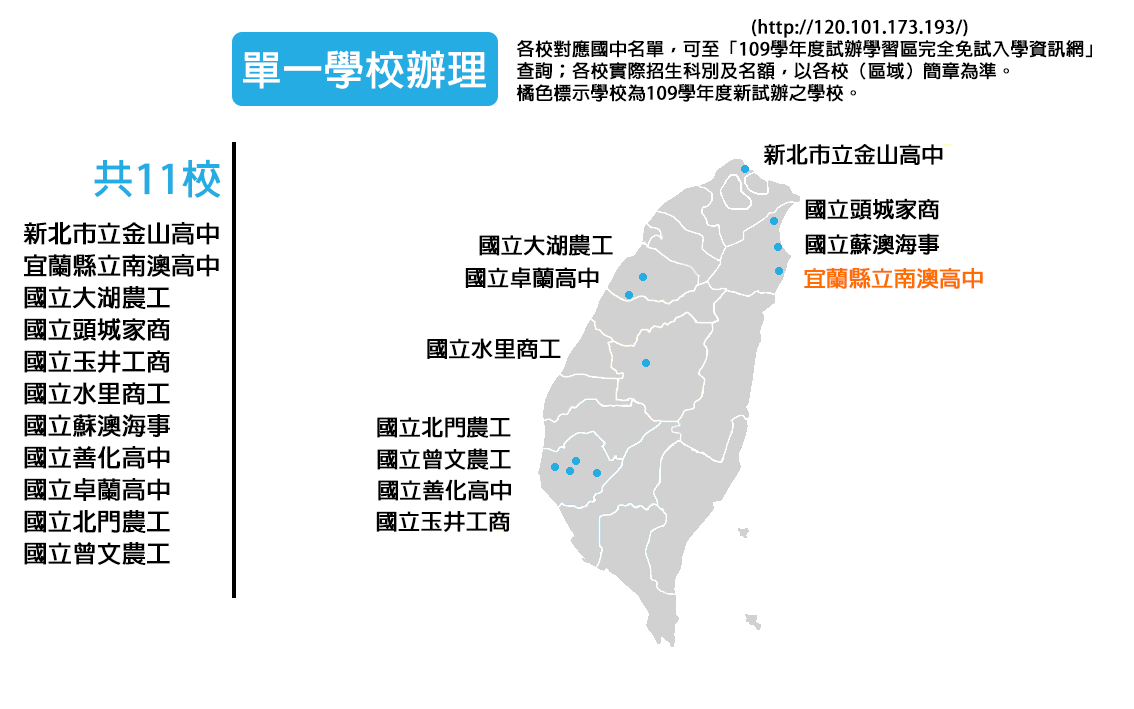 單一學校辦理
(http://120.101.173.193/)
各校對應國中名單，可至「109學年度試辦學習區完全免試入學資訊網」
查詢；各校實際招生科別及名額，以各校（區域）簡章為準。
橘色標示學校為109學年度新試辦之學校。
共11校
新北市立金山高中
宜蘭縣立南澳高中
國立大湖農工
國立頭城家商
國立玉井工商
國立水里商工
國立蘇澳海事
國立善化高中
國立卓蘭高中
國立北門農工
國立曾文農工
新北市立金山高中
國立頭城家商
國立蘇澳海事
宜蘭縣立南澳高中
國立大湖農工
國立卓蘭高中
國立水里商工
國立北門農工
國立曾文農工
國立善化高中
國立玉井工商